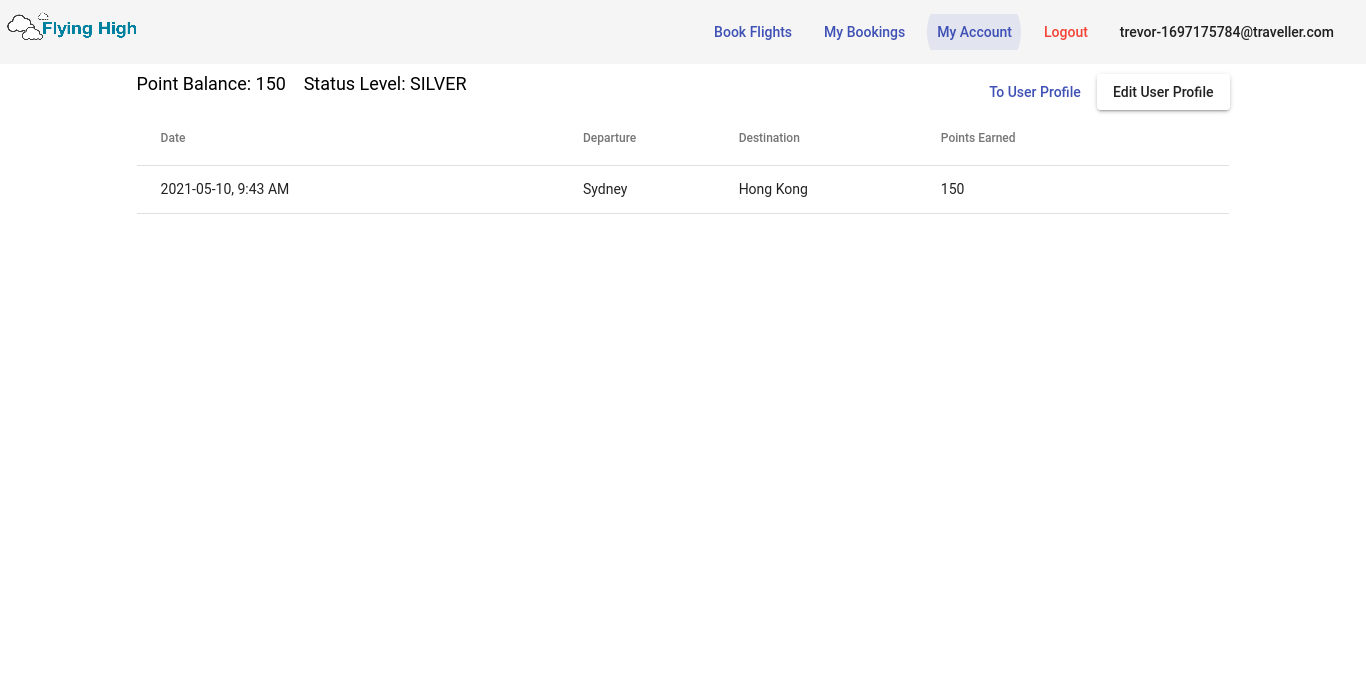 Flying High
Book Flights My Bookings My Account Logout trevor-1697175784@traveller.com
Point Balance: 150 Status Level: SILVER
To User Profile Edit User Profile
Date Departure Destination Points Earned
2021-05-10, 9:43 AM Sydney Hong Kong 150